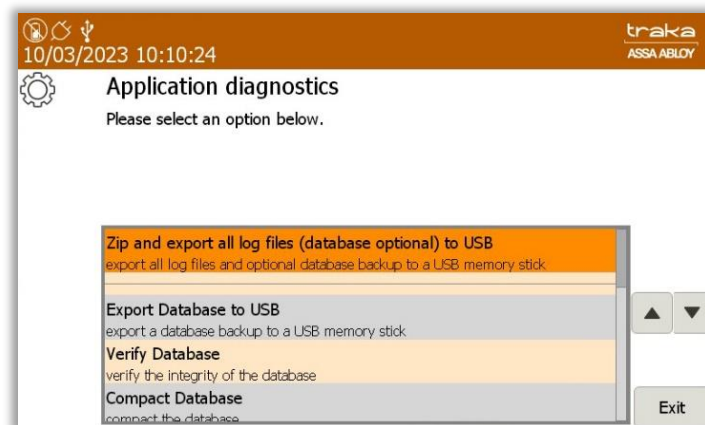 10/03/2023 10:10:24
traka
ASSA ABLOY
Application diagnostics
Please select an option below.
Zip and export all log files (database optional) to USB
export all log files and optional database backup to a USB memory stick
Export Database to USB
export a database backup to a USB memory stick
Verify Database
verify the integrity of the database
Compact Database
compact the database
Exit